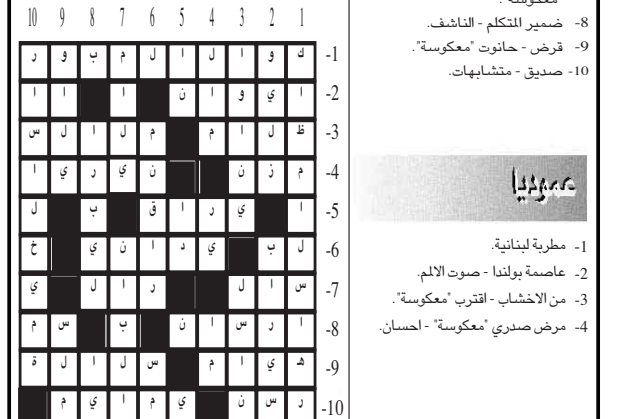 معكوسة".
8- ضمير المتكلم - الناشف.
9- قرض - حانوت "معكوسة".
10- صديق - متشابهات.
عموديا
1- مطربة لبنانية.
2- عاصمة بولندا - صوت الالم.
3- من الاخشاب - اقترب "معكوسة".
4- مرض صدري "معكوسة" - احسان.
1 2 3 4 5 6 7 8 9 10
1- ك و ا ل ا ل م ب و ر
2- ا ي و ا ن ا ا ا
3- ظ ل ا م م ل ا ل س
4- م ز ن ن ي ر ي ا
5- ا ي ر ا ق ب ل
6- ل ب ي د ا ن ي خ
7- س ا ل ر ا ل ي
8- ا ر س ا ن ب س م
9- ه ي ا م س ل ا ل ة
10- ر س ن ي م ا ي م